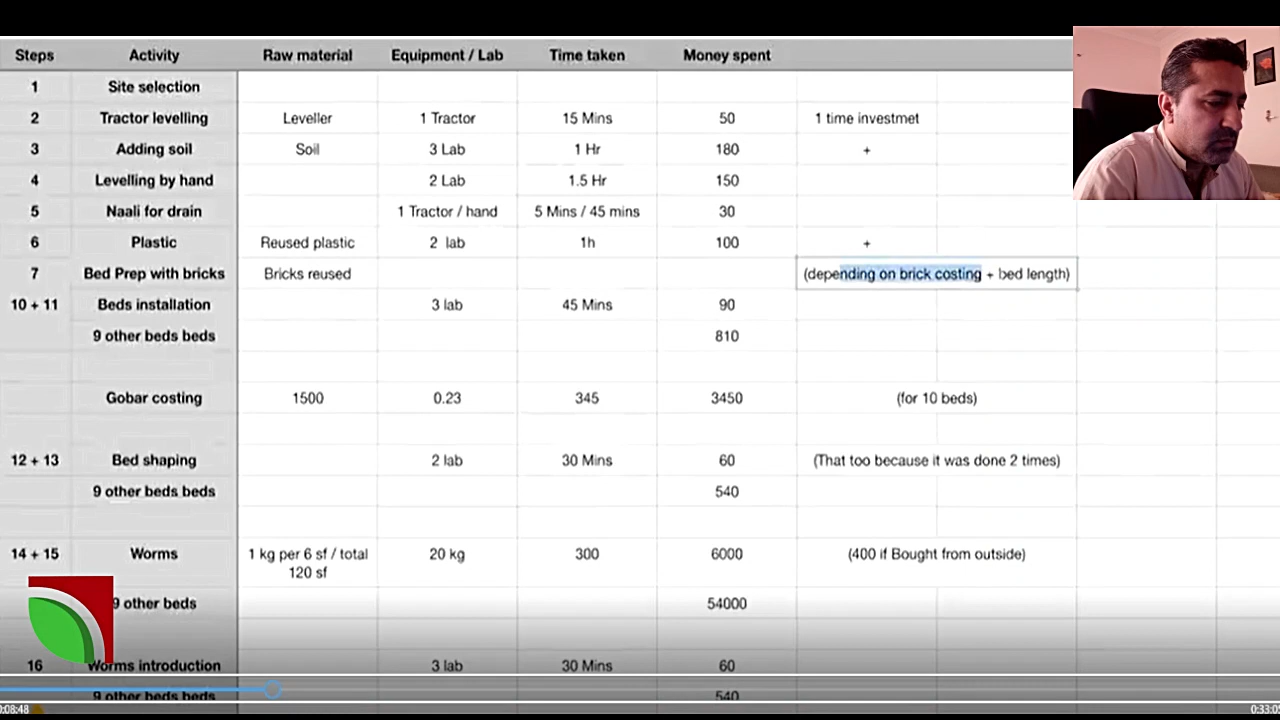 Steps Activity Raw material Equipment / Lab Time taken Money spent
1 Site selection
2 Tractor levelling Leveller 1 Tractor 15 Mins 50 1 time investmet
3 Adding soil Soil 3 Lab 1 Hr 180 +
4 Levelling by hand 2 Lab 1.5 Hr 150
5 Naali for drain 1 Tractor / hand 5 Mins / 45 mins 30
6 Plastic Reused plastic 2 lab 1h 100 +
7 Bed Prep with bricks Bricks reused (depending on brick costing + bed length)
10 + 11 Beds installation 3 lab 45 Mins 90
9 other beds beds 810
Gobar costing 1500 0.23 345 3450 (for 10 beds)
12 + 13 Bed shaping 2 lab 30 Mins 60 (That too because it was done 2 times)
9 other beds beds 540
14 + 15 Worms 1 kg per 6 sf / total 20 kg 300 6000 (400 if Bought from outside)
120 sf
9 other beds 54000
16 Worms introduction 3 lab 30 Mins 60
9 other beds beds 540
0:08:48